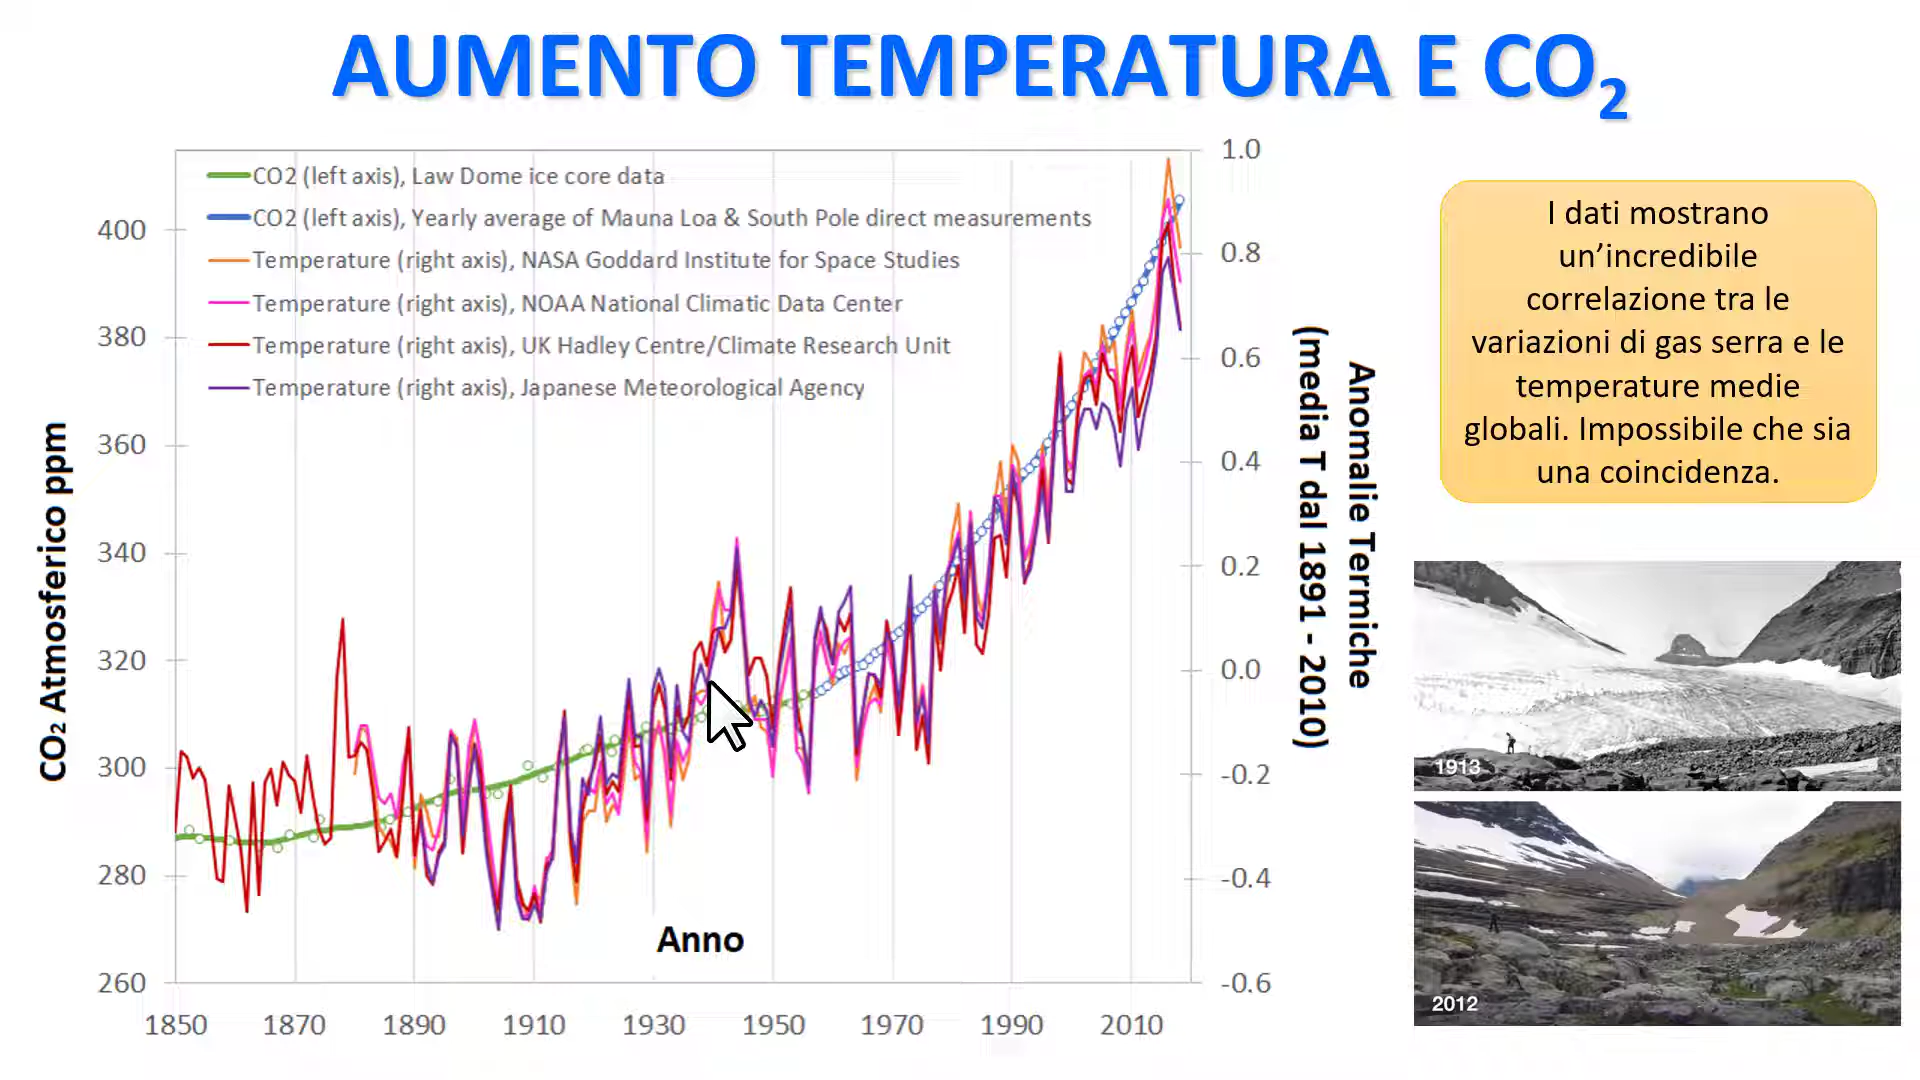 AUMENTO TEMPERATURA E CO₂
CO2 (left axis), Law Dome ice core data
CO2 (left axis), Yearly average of Mauna Loa & South Pole direct measurements
Temperature (right axis), NASA Goddard Institute for Space Studies
Temperature (right axis), NOAA National Climatic Data Center
Temperature (right axis), UK Hadley Centre/Climate Research Unit
Temperature (right axis), Japanese Meteorological Agency
CO₂ Atmosferico ppm
400
380
360
340
320
300
280
260
1850 1870 1890 1910 1930 1950 1970 1990 2010
Anno
1.0
0.8
0.6
0.4
0.2
0.0
-0.2
-0.4
-0.6
Anomalie Termiche
(media T dal 1891 - 2010)
I dati mostrano
un’incredibile
correlazione tra le
variazioni di gas serra e le
temperature medie
globali. Impossibile che sia
una coincidenza.
1913
2012